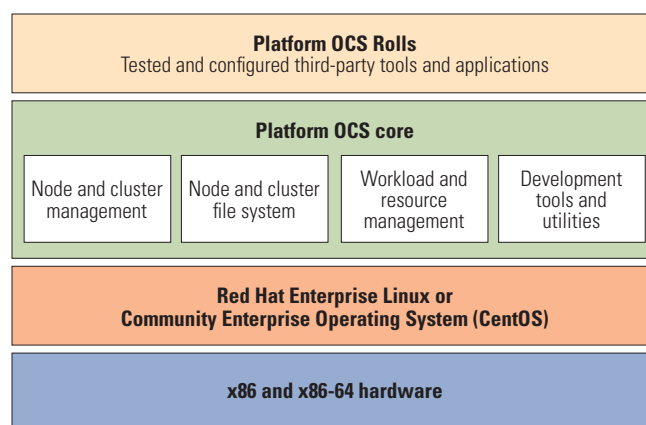 Platform OCS Rolls
Tested and configured third-party tools and applications
Platform OCS core
Node and cluster
management
Node and cluster
file system
Workload and
resource
management
Development
tools and
utilities
Red Hat Enterprise Linux or
Community Enterprise Operating System (CentOS)
x86 and x86-64 hardware